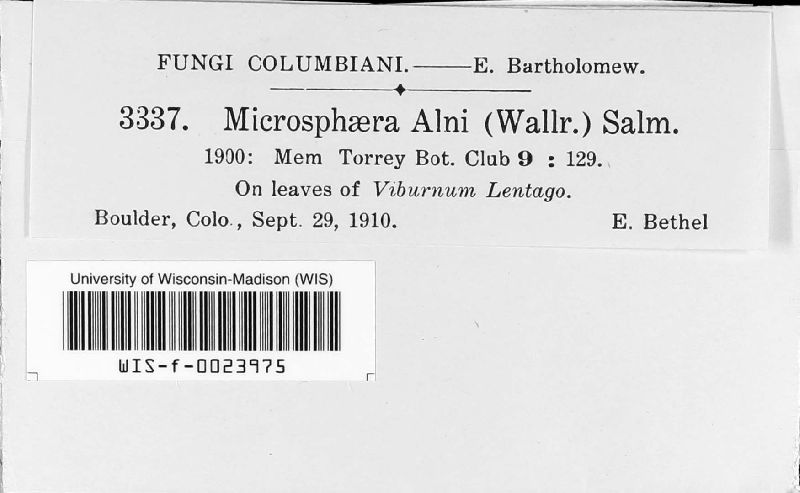 FUNGI COLUMBIANI.——E. Bartholomew.
3337. Microsphæra Alni (Wallr.) Salm.
1900: Mem Torrey Bot. Club 9 : 129.
On leaves of Viburnum Lentago.
Boulder, Colo., Sept. 29, 1910. E. Bethel
University of Wisconsin-Madison (WIS)
WIS-f-0023975